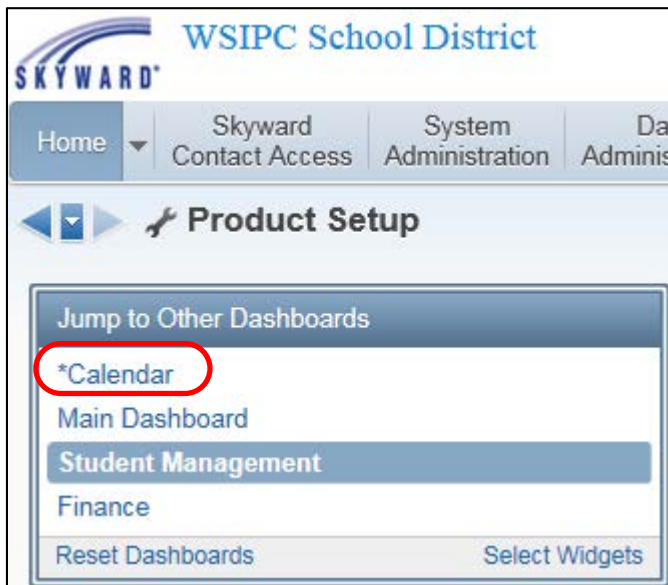 WSIPC School District
SKYWARD®
Home
Skyward
Contact Access
System
Administration
Product Setup
Jump to Other Dashboards
*Calendar
Main Dashboard
Student Management
Finance
Reset Dashboards
Select Widgets